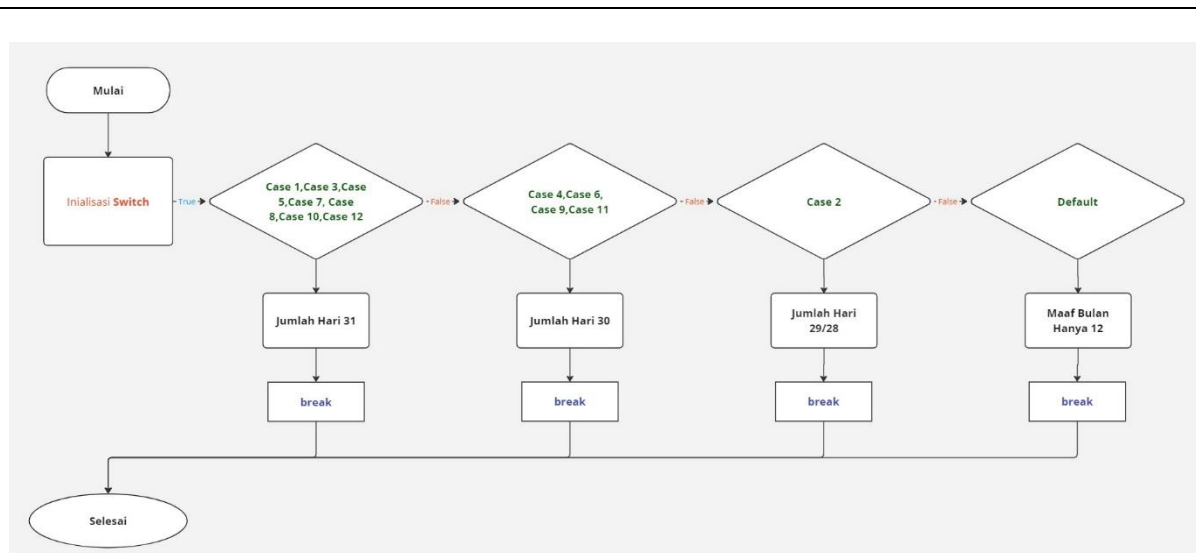 Mulai
Inialisasi Switch
True
Case 1,Case 3,Case
5,Case 7, Case
8,Case 10,Case 12
False
Case 4,Case 6,
Case 9,Case 11
False
Case 2
False
Default
Jumlah Hari 31
Jumlah Hari 30
Jumlah Hari
29/28
Maaf Bulan
Hanya 12
break
break
break
break
Selesai